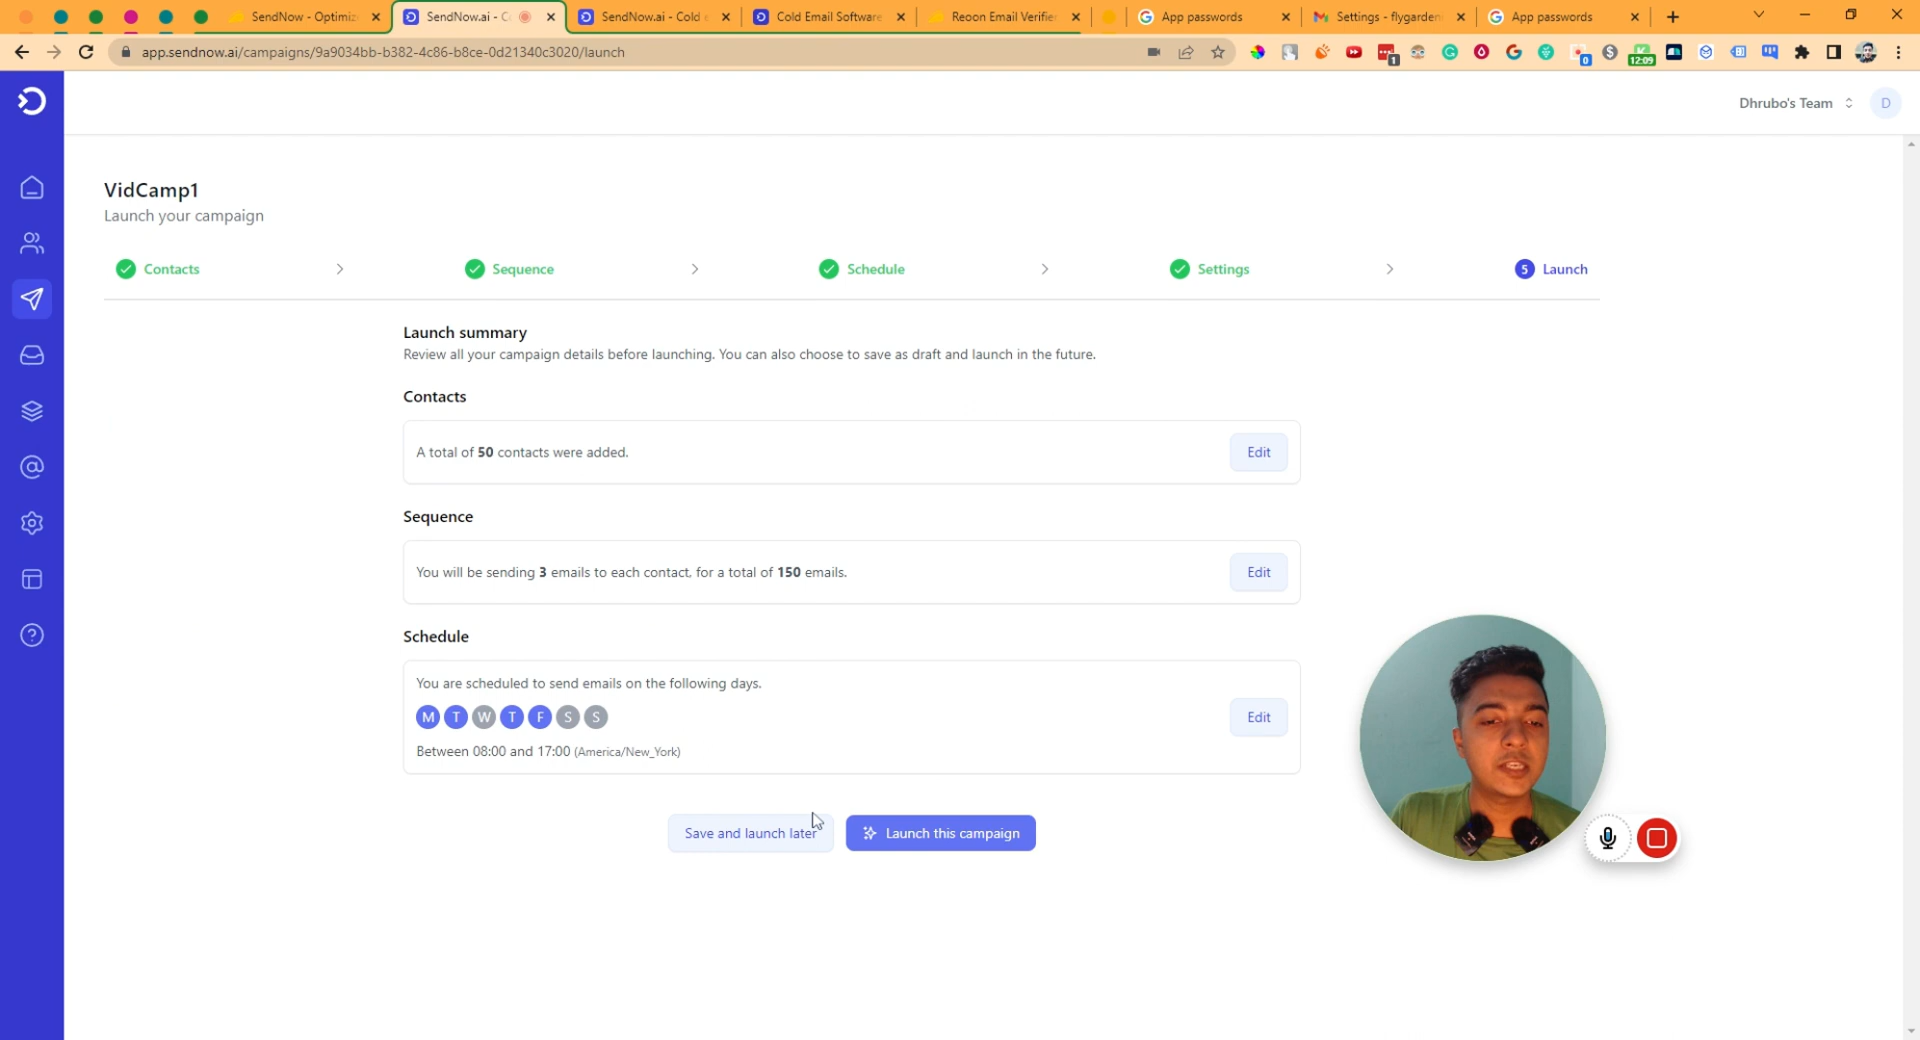 SendNow - Optimiz
SendNow.ai - C
SendNow.ai - Cold e
Cold Email Software
Reoon Email Verifier
App passwords
Settings - flygarden
App passwords
app.sendnow.ai/campaigns/9a9034bb-b382-4c86-b8ce-0d21340c3020/launch
1
0
12:09
Dhrubo's Team
D
VidCamp1
Launch your campaign
Contacts
Sequence
Schedule
Settings
5 Launch
Launch summary
Review all your campaign details before launching. You can also choose to save as draft and launch in the future.
Contacts
A total of 50 contacts were added.
Edit
Sequence
You will be sending 3 emails to each contact, for a total of 150 emails.
Edit
Schedule
You are scheduled to send emails on the following days.
M T W T F S S
Edit
Between 08:00 and 17:00 (America/New_York)
Save and launch later
Launch this campaign